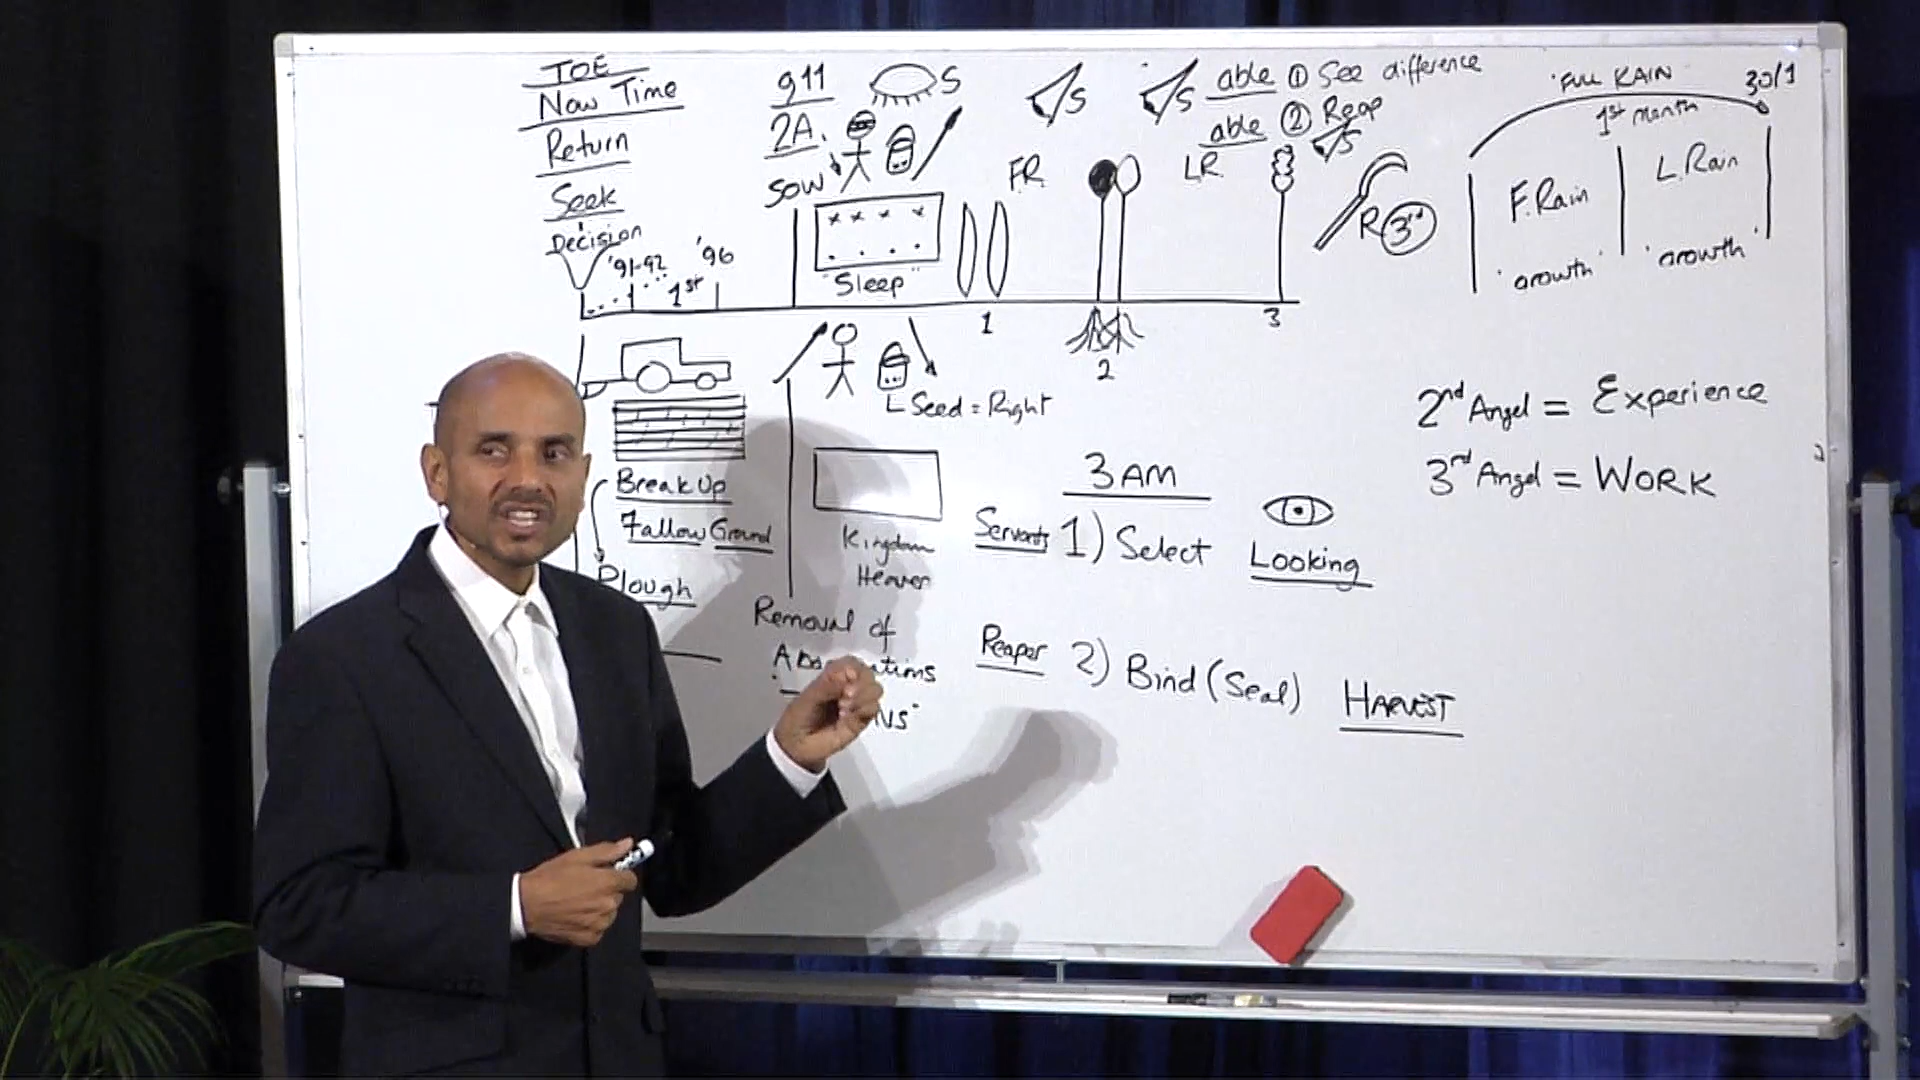 TOE
Now Time
Return
Seek
Decision
'91-92
'96
1st
911
2A.
SOW
S
"Sleep"
FR
S
S
LR
able ① See difference
able ② Reap
S
R 3rd
1
2
3
FULL RAIN
30/1
1st month
F.Rain
L.Rain
'Growth'
'Growth'
Seed = Right
Break Up
Fallow Ground
Plough
Kingdom
Heaven
Removal of
3 AM
Servants 1) Select
Looking
Reaper 2) Bind (Seal)
HARVEST
2nd Angel = Experience
3rd Angel = WORK